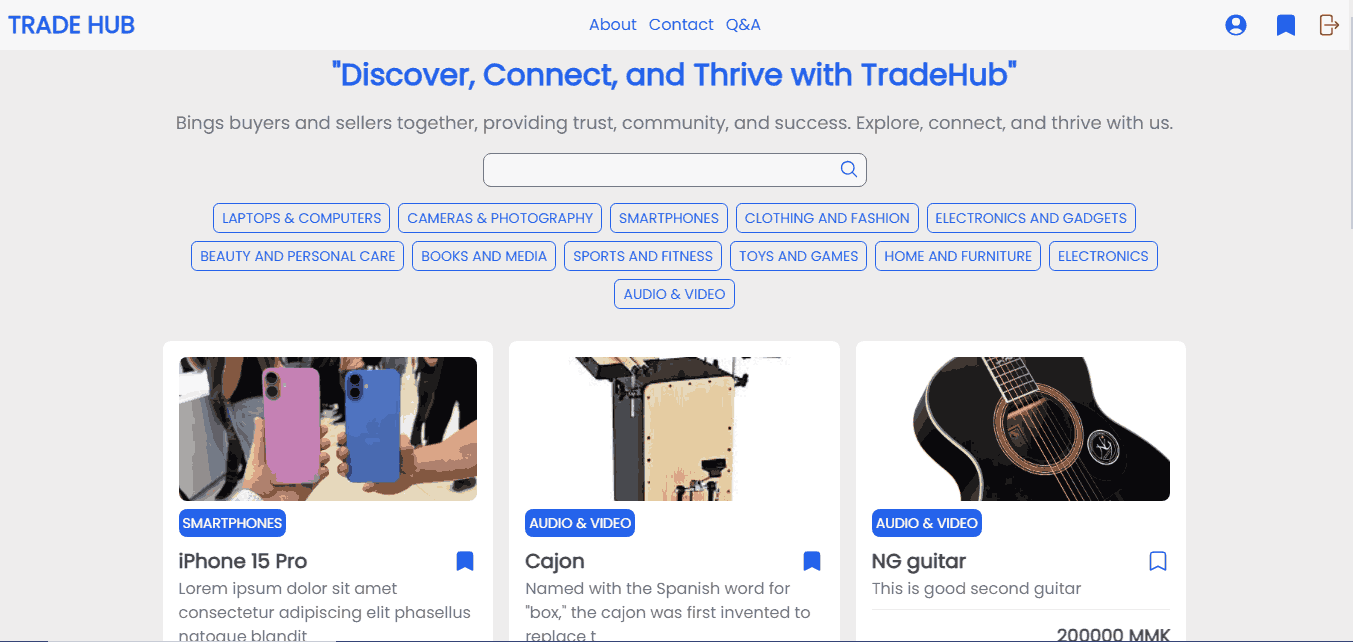 TRADE HUB
About Contact Q&A
"Discover, Connect, and Thrive with TradeHub"
Bings buyers and sellers together, providing trust, community, and success. Explore, connect, and thrive with us.
LAPTOPS & COMPUTERS CAMERAS & PHOTOGRAPHY SMARTPHONES CLOTHING AND FASHION ELECTRONICS AND GADGETS
BEAUTY AND PERSONAL CARE BOOKS AND MEDIA SPORTS AND FITNESS TOYS AND GAMES HOME AND FURNITURE ELECTRONICS
AUDIO & VIDEO
SMARTPHONES
iPhone 15 Pro
Lorem ipsum dolor sit amet
consectetur adipiscing elit phasellus
natoque blandit
AUDIO & VIDEO
Cajon
Named with the Spanish word for
"box," the cajon was first invented to
replace t
AUDIO & VIDEO
NG guitar
This is good second guitar
200000 MMK